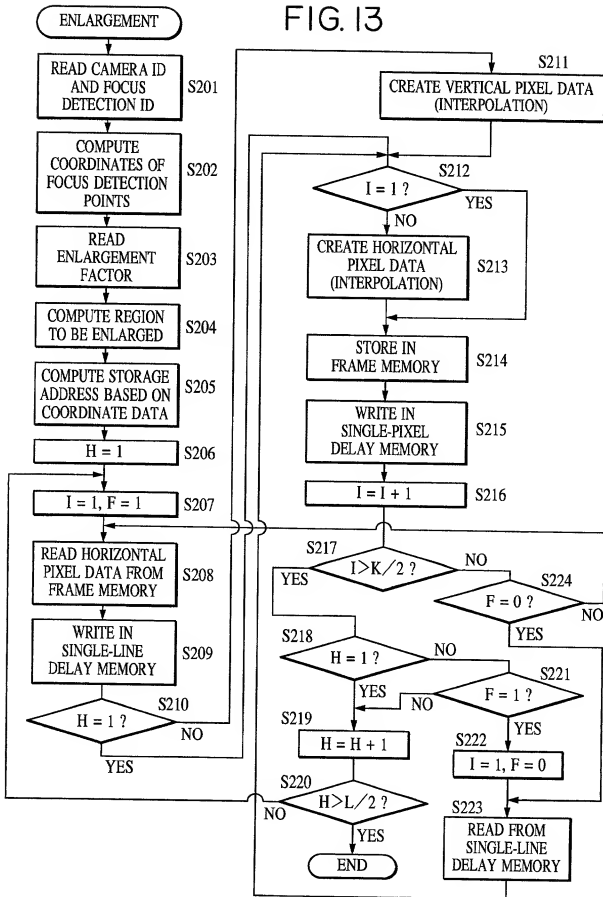 FIG. 13
ENLARGEMENT
READ CAMERA ID
AND FOCUS
DETECTION ID
S201
COMPUTE
COORDINATES OF
FOCUS DETECTION
POINTS
S202
READ
ENLARGEMENT
FACTOR
S203
COMPUTE REGION
TO BE ENLARGED
S204
COMPUTE STORAGE
ADDRESS BASED ON
COORDINATE DATA
S205
H = 1
S206
I = 1, F = 1
S207
READ HORIZONTAL
PIXEL DATA FROM
FRAME MEMORY
S208
WRITE IN
SINGLE-LINE
DELAY MEMORY
S209
S210
H = 1 ?
NO
YES
S211
CREATE VERTICAL PIXEL DATA
(INTERPOLATION)
S212
I = 1 ?
YES
NO
CREATE HORIZONTAL
PIXEL DATA
(INTERPOLATION)
S213
STORE IN
FRAME MEMORY
S214
WRITE IN
SINGLE-PIXEL
DELAY MEMORY
S215
I = I + 1
S216
S217
I>K/2 ?
NO
YES
S224
F = 0 ?
NO
YES
S218
H = 1 ?
NO
YES
S221
F = 1 ?
NO
YES
S219
H = H + 1
S222
I = 1, F = 0
S220
H>L/2 ?
NO
YES
S223
READ FROM
SINGLE-LINE
DELAY MEMORY
END